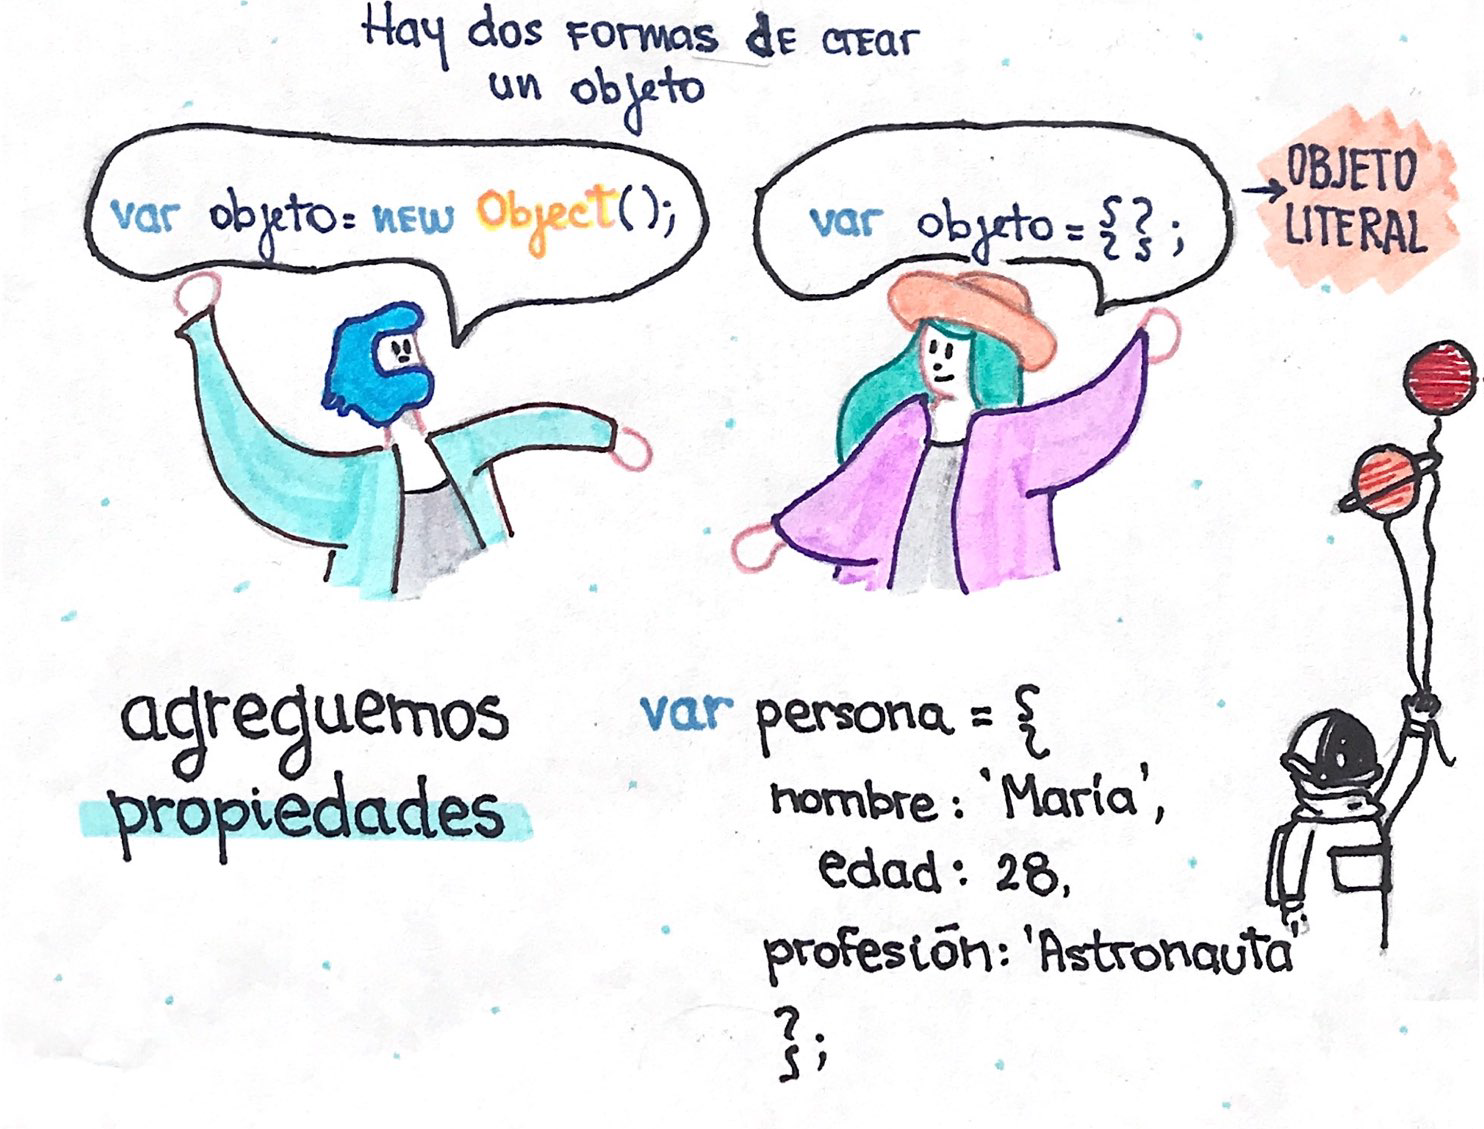 Hay dos formas de crear
un objeto
var objeto = new Object();
var objeto = {};
→ OBJETO
LITERAL
agreguemos
propiedades
var persona = {
nombre: 'María',
edad: 28,
profesión: 'Astronauta'
};